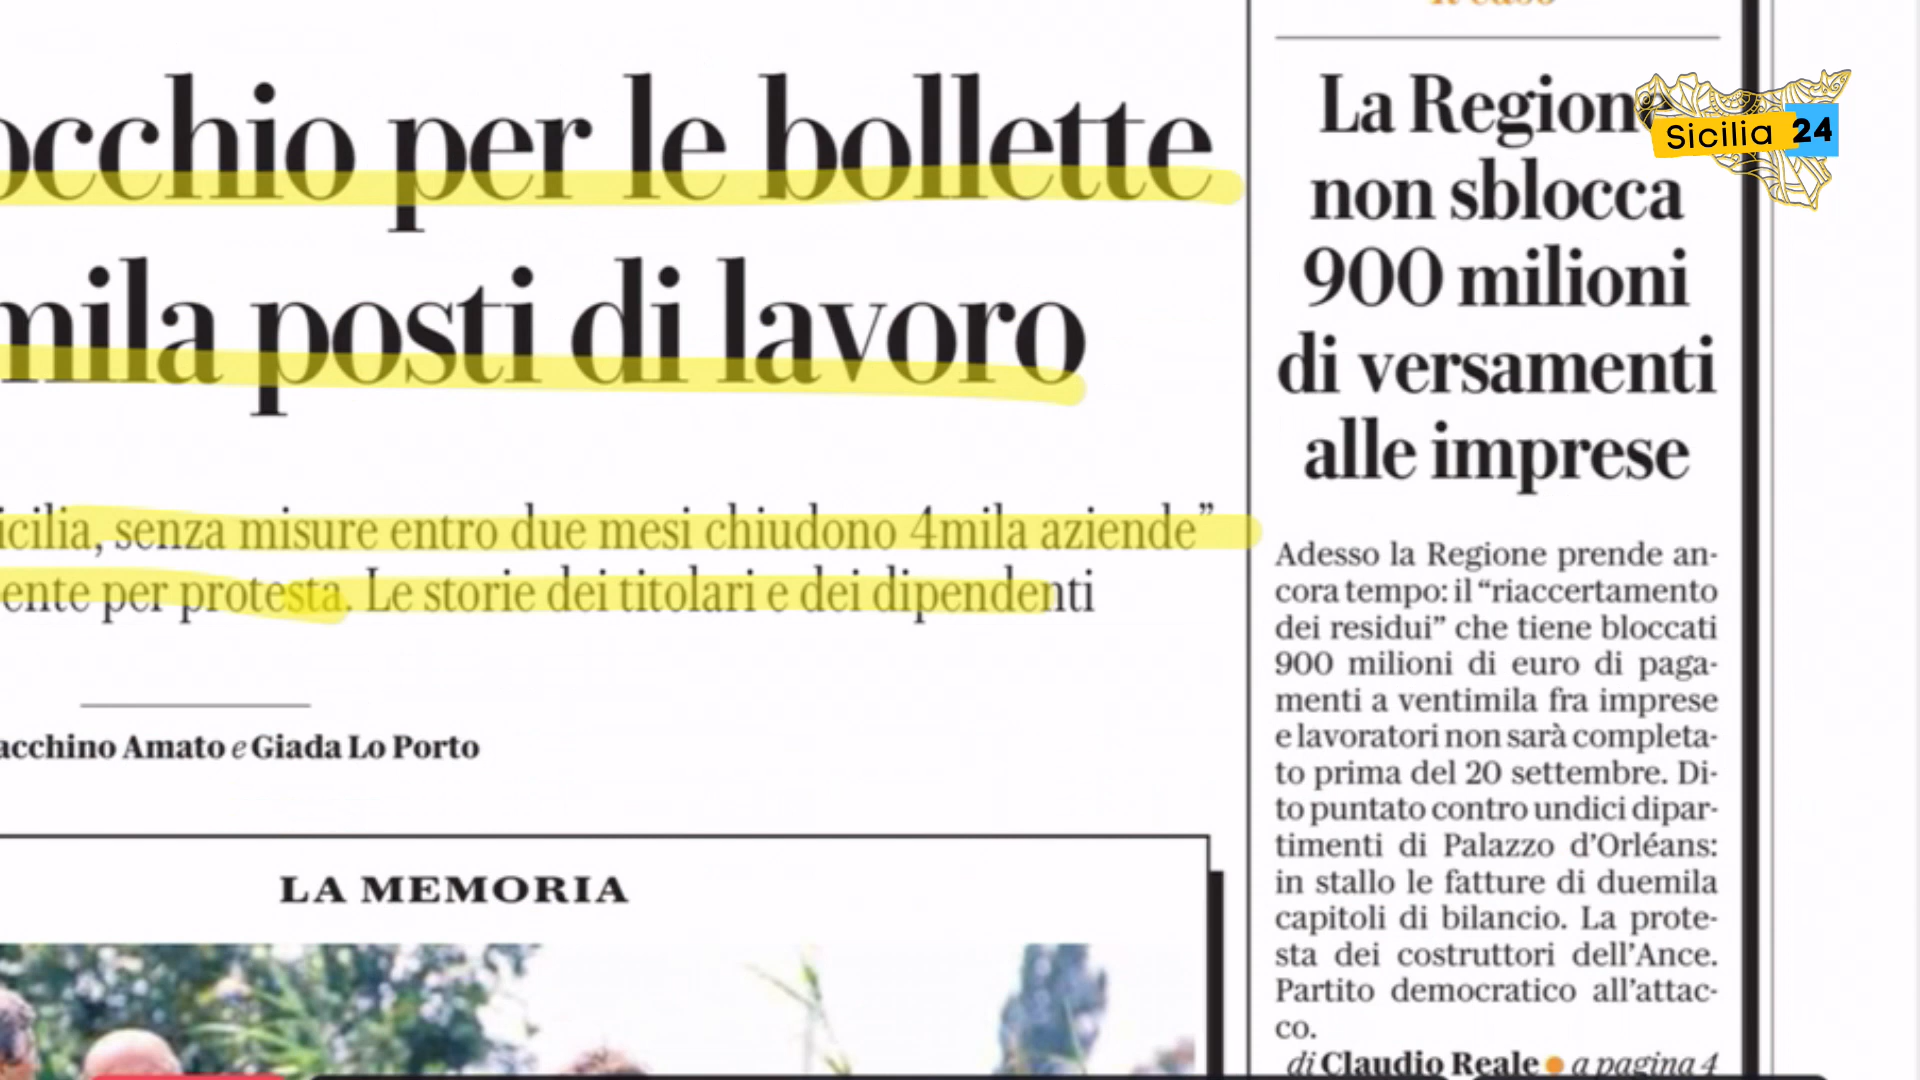 occhio per le bollette
mila posti di lavoro
icilia, senza misure entro due mesi chiudono 4mila aziende”
ente per protesta. Le storie dei titolari e dei dipendenti
acchino Amato e Giada Lo Porto
LA MEMORIA
Il caso
La Regione
non sblocca
900 milioni
di versamenti
alle imprese
Adesso la Regione prende an-
cora tempo: il “riaccertamento
dei residui” che tiene bloccati
900 milioni di euro di paga-
menti a ventimila fra imprese
e lavoratori non sarà completa-
to prima del 20 settembre. Di-
to puntato contro undici dipar-
timenti di Palazzo d’Orléans:
in stallo le fatture di duemila
capitoli di bilancio. La prote-
sta dei costruttori dell’Ance.
Partito democratico all’attac-
co.
di Claudio Reale ● a pagina 4
Sicilia 24